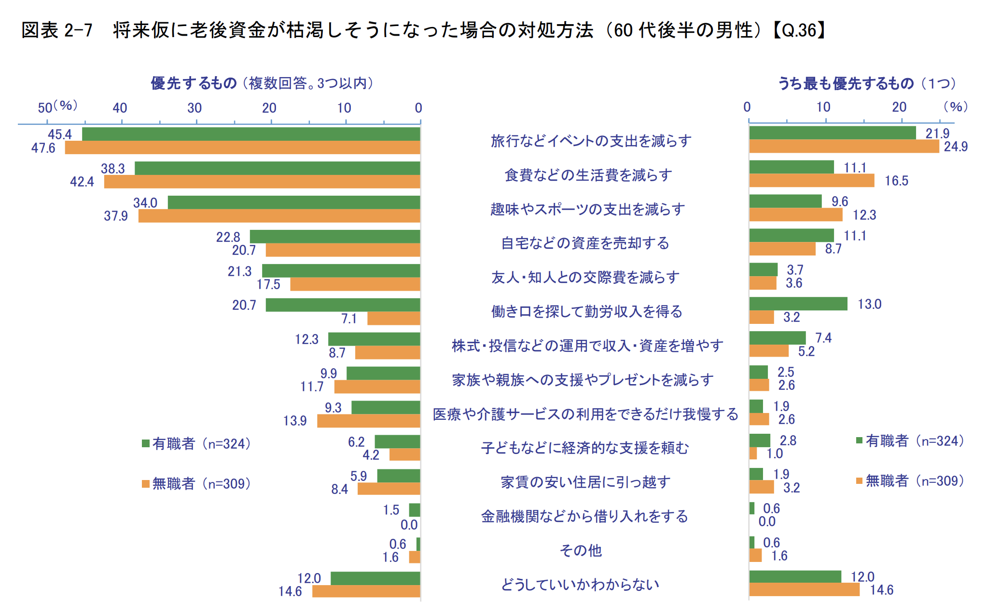 図表 2-7　将来仮に老後資金が枯渇しそうになった場合の対処方法（60 代後半の男性）【Q.36】
優先するもの（複数回答。3つ以内）
うち最も優先するもの（1つ）
50（％） 40 30 20 10 0
0 10 20 （％）
45.4 旅行などイベントの支出を減らす 21.9
47.6 24.9
38.3 食費などの生活費を減らす 11.1
42.4 16.5
34.0 趣味やスポーツの支出を減らす 9.6
37.9 12.3
22.8 自宅などの資産を売却する 11.1
20.7 8.7
21.3 友人・知人との交際費を減らす 3.7
17.5 3.6
20.7 働き口を探して勤労収入を得る 13.0
7.1 3.2
12.3 株式・投信などの運用で収入・資産を増やす 7.4
8.7 5.2
9.9 家族や親族への支援やプレゼントを減らす 2.5
11.7 2.6
9.3 医療や介護サービスの利用をできるだけ我慢する 1.9
13.9 2.6
有職者（n=324） 6.2 子どもなどに経済的な支援を頼む 2.8 有職者（n=324）
4.2 1.0
無職者（n=309） 5.9 家賃の安い住居に引っ越す 1.9 無職者（n=309）
8.4 3.2
1.5 金融機関などから借り入れをする 0.6
0.0 0.0
0.6 その他 0.6
1.6 1.6
12.0 どうしていいかわからない 12.0
14.6 14.6